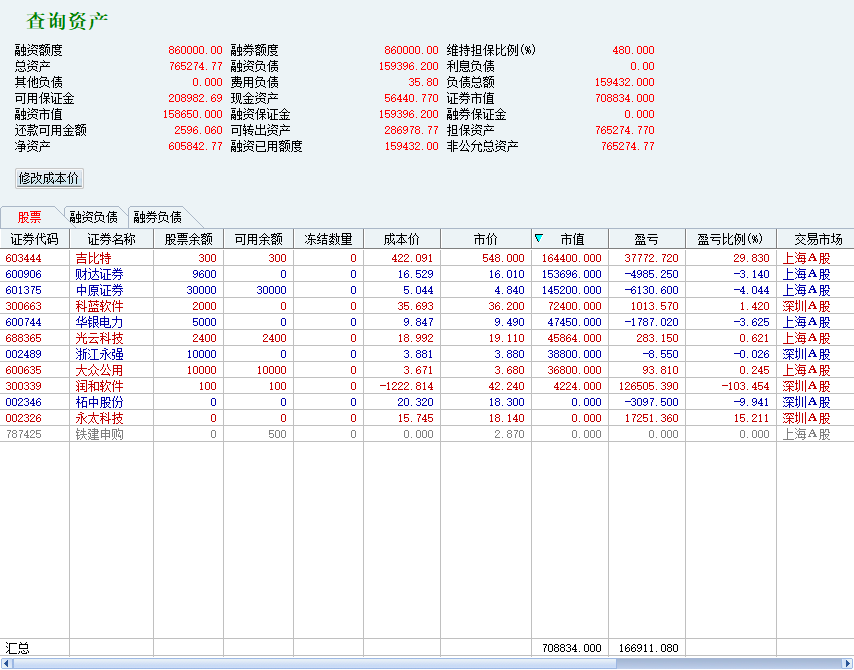 查询资产
融资额度 860000.00 融券额度 860000.00 维持担保比例(%) 480.000
总资产 765274.77 融资负债 159396.200 利息负债 0.00
其他负债 0.000 费用负债 35.80 负债总额 159432.000
可用保证金 208982.69 现金资产 56440.770 证券市值 708834.000
融资市值 158650.000 融资保证金 159396.200 融券保证金 0.000
还款可用金额 2596.060 可转出资产 286978.77 担保资产 765274.770
净资产 605842.77 融资已用额度 159432.00 非公允总资产 765274.77
修改成本价
股票 融资负债 融券负债
证券代码 证券名称 股票余额 可用余额 冻结数量 成本价 市价 市值 盈亏 盈亏比例(%) 交易市场
603444 吉比特 300 300 0 422.091 548.000 164400.000 37772.720 29.830 上海A股
600906 财达证券 9600 0 0 16.529 16.010 153696.000 -4985.250 -3.140 上海A股
601375 中原证券 30000 30000 0 5.044 4.840 145200.000 -6130.600 -4.044 上海A股
300663 科蓝软件 2000 0 0 35.693 36.200 72400.000 1013.570 1.420 深圳A股
600744 华银电力 5000 0 0 9.847 9.490 47450.000 -1787.020 -3.625 上海A股
688365 光云科技 2400 2400 0 18.992 19.110 45864.000 283.150 0.621 上海A股
002489 浙江永强 10000 0 0 3.881 3.880 38800.000 -8.550 -0.026 深圳A股
600635 大众公用 10000 10000 0 3.671 3.680 36800.000 93.810 0.245 上海A股
300339 润和软件 100 100 0 -1222.814 42.240 4224.000 126505.390 -103.454 深圳A股
002346 柘中股份 0 0 0 20.320 18.300 0.000 -3097.500 -9.941 深圳A股
002326 永太科技 0 0 0 15.745 18.140 0.000 17251.360 15.211 深圳A股
787425 铁建申购 0 500 0 0.000 2.870 0.000 0.000 0.000 上海A股
汇总 708834.000 166911.080